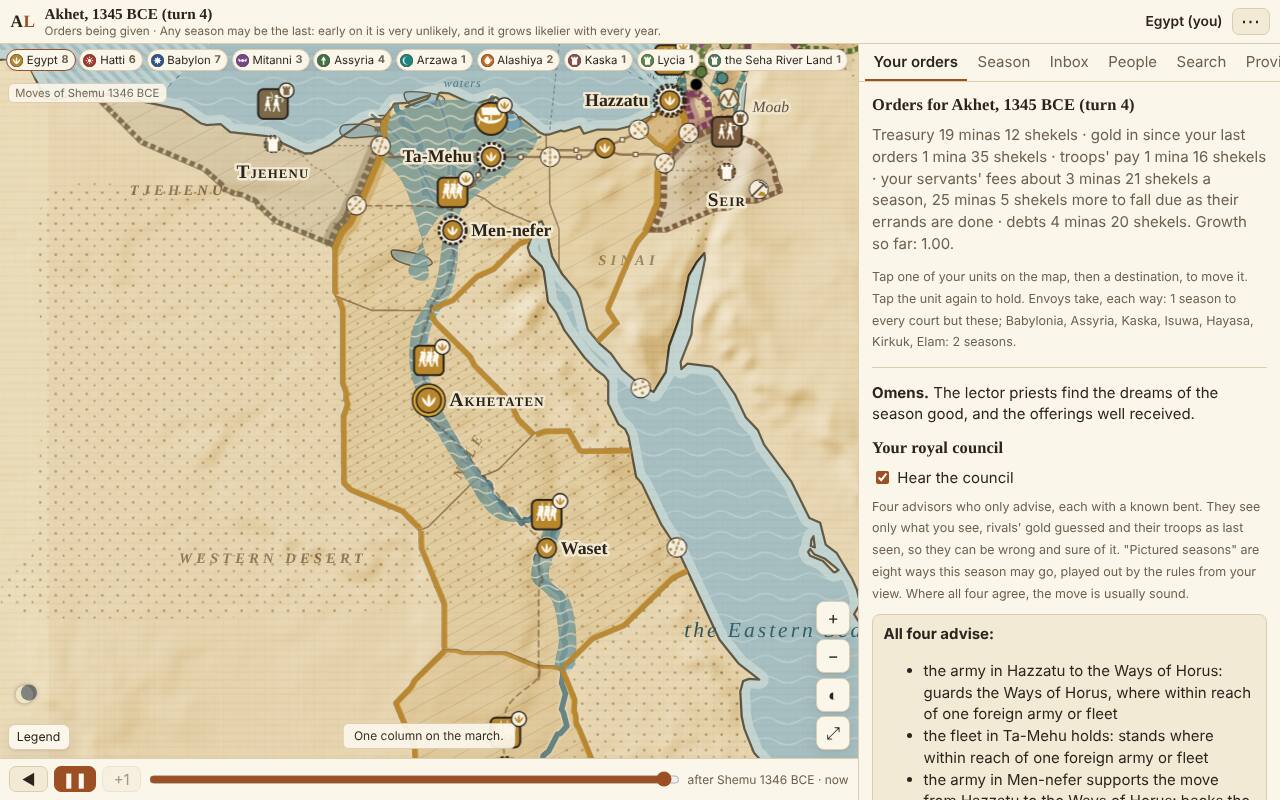 AL
Akhet, 1345 BCE (turn 4)
Orders being given · Any season may be the last: early on it is very unlikely, and it grows likelier with every year.
Egypt (you)
Egypt 8
Hatti 6
Babylon 7
Mitanni 3
Assyria 4
Arzawa 1
Alashiya 2
Kaska 1
Lycia 1
the Seha River Land 1
Moves of Shemu 1346 BCE
waters
Hazzatu
Moab
Ta-Mehu
Tjehenu
TJEHENU
Seir
Men-nefer
SINAI
Akhetaten
Waset
WESTERN DESERT
the Eastern Sea
Legend
One column on the march.
+
−
+1
after Shemu 1346 BCE · now
Your orders
Season
Inbox
People
Search
Provi
Orders for Akhet, 1345 BCE (turn 4)
Treasury 19 minas 12 shekels · gold in since your last
orders 1 mina 35 shekels · troops' pay 1 mina 16 shekels
· your servants' fees about 3 minas 21 shekels a
season, 25 minas 5 shekels more to fall due as their
errands are done · debts 4 minas 20 shekels. Growth
so far: 1.00.
Tap one of your units on the map, then a destination, to move it.
Tap the unit again to hold. Envoys take, each way: 1 season to
every court but these; Babylonia, Assyria, Kaska, Isuwa, Hayasa,
Kirkuk, Elam: 2 seasons.
Omens. The lector priests find the dreams of the
season good, and the offerings well received.
Your royal council
Hear the council
Four advisors who only advise, each with a known bent. They see
only what you see, rivals' gold guessed and their troops as last
seen, so they can be wrong and sure of it. "Pictured seasons" are
eight ways this season may go, played out by the rules from your
view. Where all four agree, the move is usually sound.
All four advise:
• the army in Hazzatu to the Ways of Horus:
guards the Ways of Horus, where within reach
of one foreign army or fleet
• the fleet in Ta-Mehu holds: stands where
within reach of one foreign army or fleet
• the army in Men-nefer supports the move
from Hazzatu to the Ways of Horus: backs the